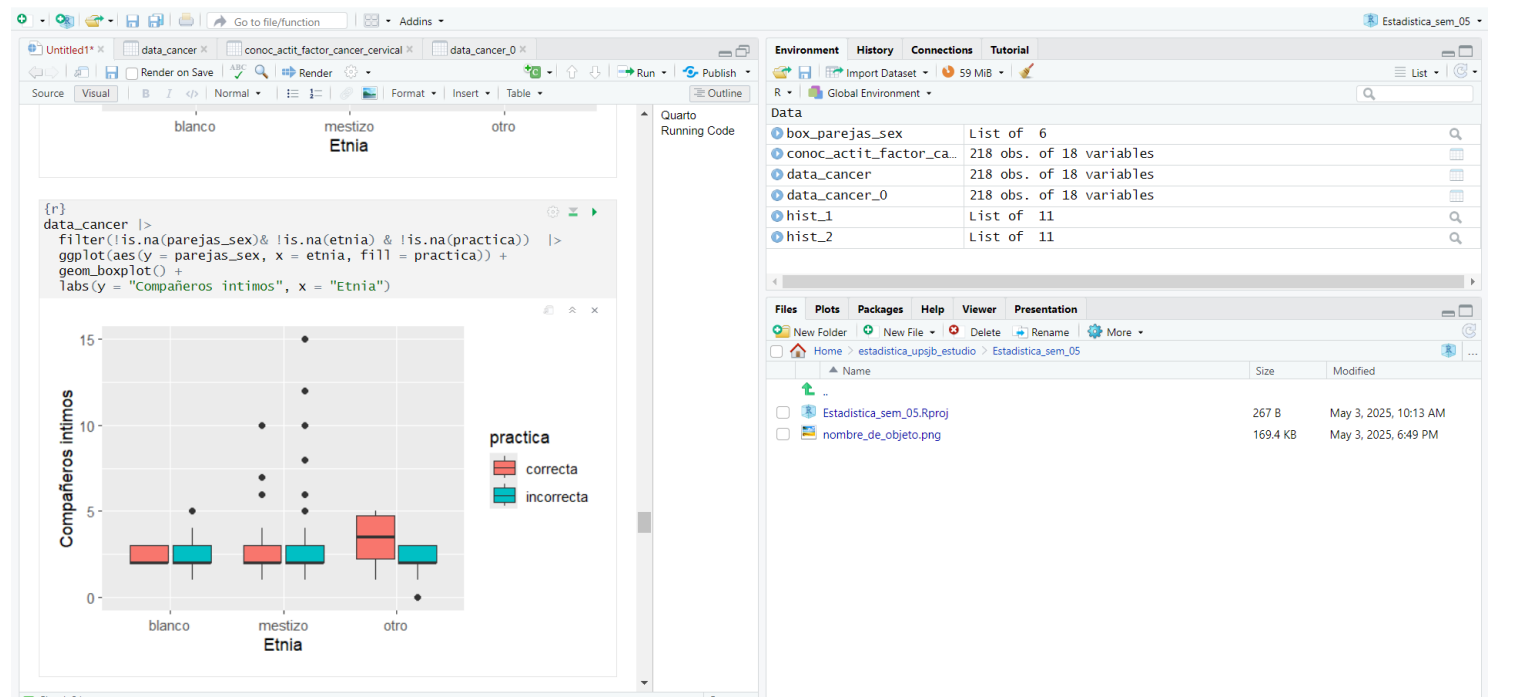 Go to file/function
Addins
Estadistica_sem_05
Untitled1*
data_cancer
conoc_actit_factor_cancer_cervical
data_cancer_0
Render on Save
ABC
Render
Run
Publish
Source
Visual
B
I
</>
Normal
Format
Insert
Table
Outline
Quarto
Running Code
blanco
mestizo
otro
Etnia
{r}
data_cancer |>
filter(!is.na(parejas_sex)& !is.na(etnia) & !is.na(practica))  |>
ggplot(aes(y = parejas_sex, x = etnia, fill = practica)) +
geom_boxplot() +
labs(y = "Compañeros intimos", x = "Etnia")
15
10
5
0
Compañeros intimos
blanco
mestizo
otro
Etnia
practica
correcta
incorrecta
Environment
History
Connections
Tutorial
Import Dataset
59 MiB
List
R
Global Environment
Data
box_parejas_sex List of 6
conoc_actit_factor_ca… 218 obs. of 18 variables
data_cancer 218 obs. of 18 variables
data_cancer_0 218 obs. of 18 variables
hist_1 List of 11
hist_2 List of 11
Files
Plots
Packages
Help
Viewer
Presentation
New Folder
New File
Delete
Rename
More
Home > estadistica_upsjb_estudio > Estadistica_sem_05
...
Name
Size
Modified
..
Estadistica_sem_05.Rproj 267 B May 3, 2025, 10:13 AM
nombre_de_objeto.png 169.4 KB May 3, 2025, 6:49 PM